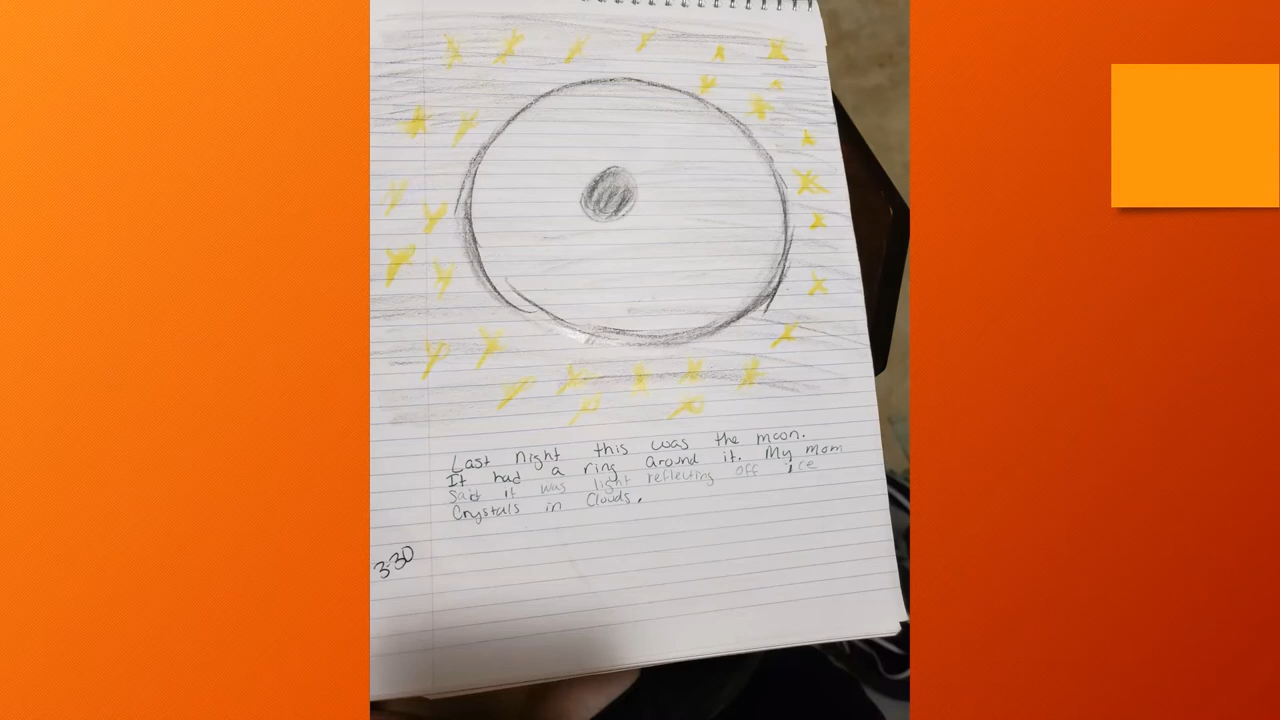 Last night this was the moon.
It had a ring around it. My mom
said it was light reflecting off ice
Crystals in Clouds.
3-30